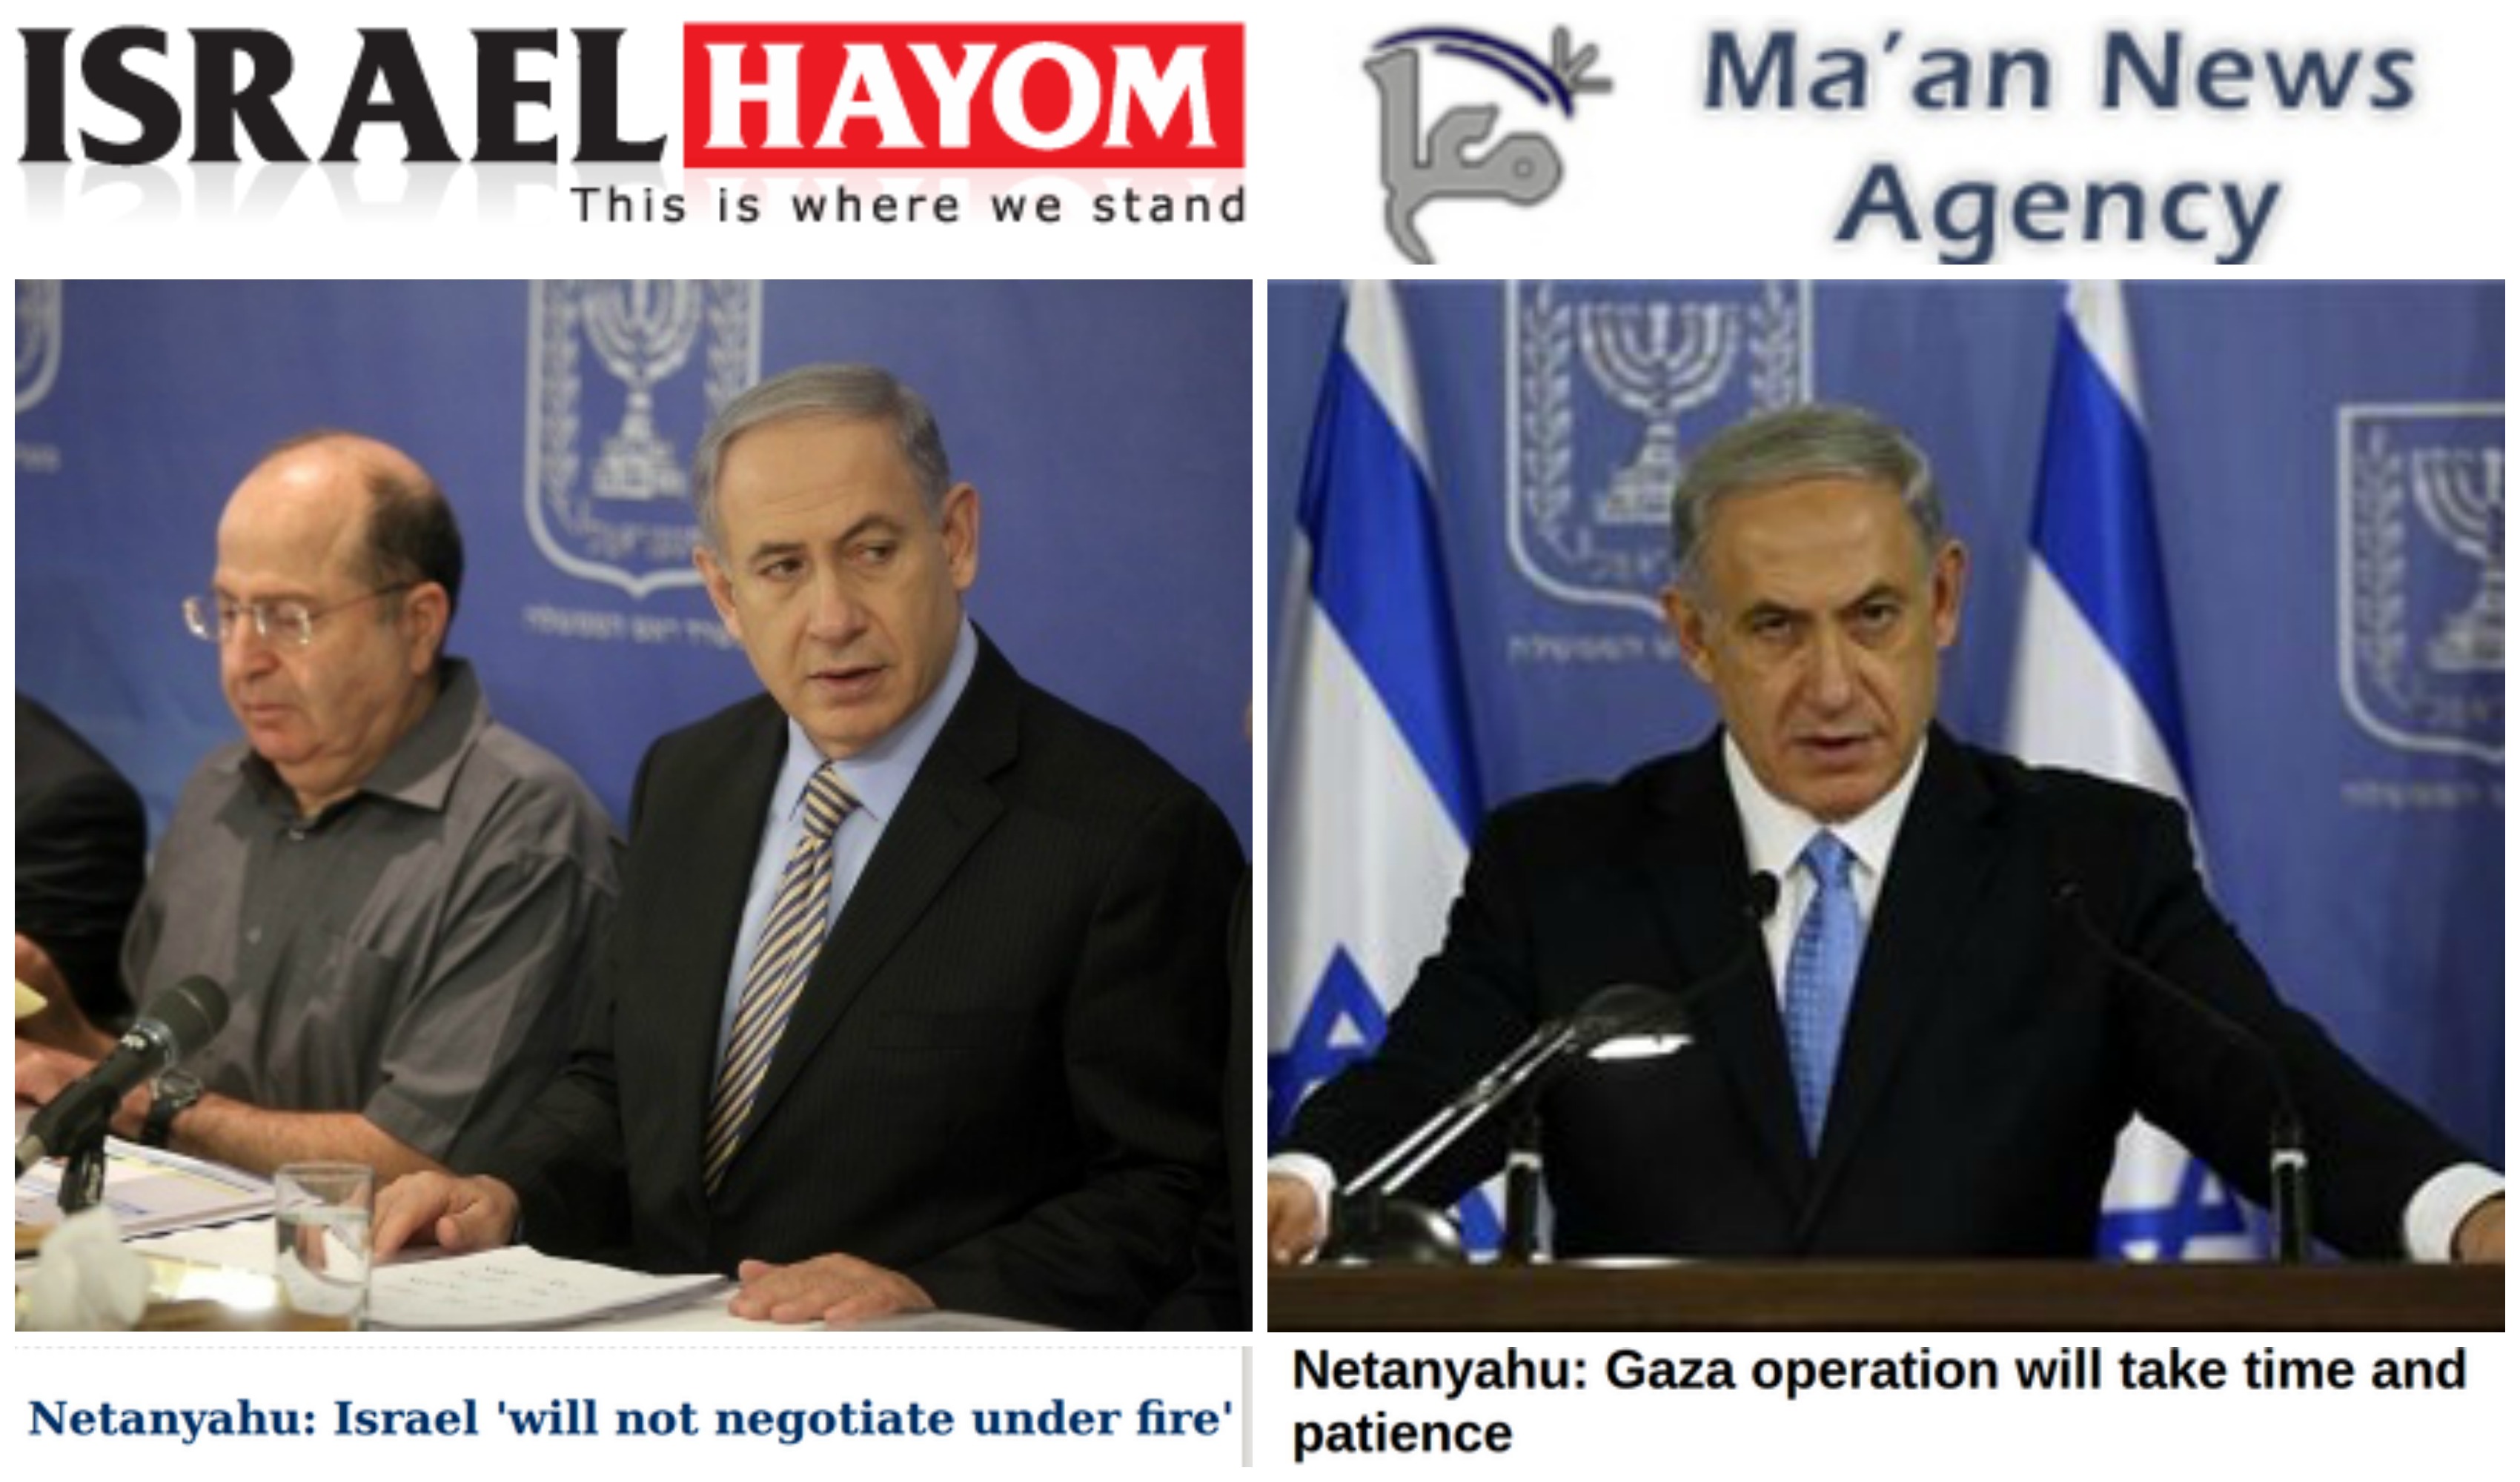 ISRAEL HAYOM
This is where we stand
معا
Ma'an News
Agency
Netanyahu: Israel 'will not negotiate under fire'
Netanyahu: Gaza operation will take time and
patience